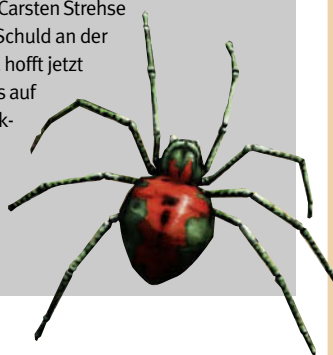 Carsten Strehse
Schuld an der
hofft jetzt
s auf
k-